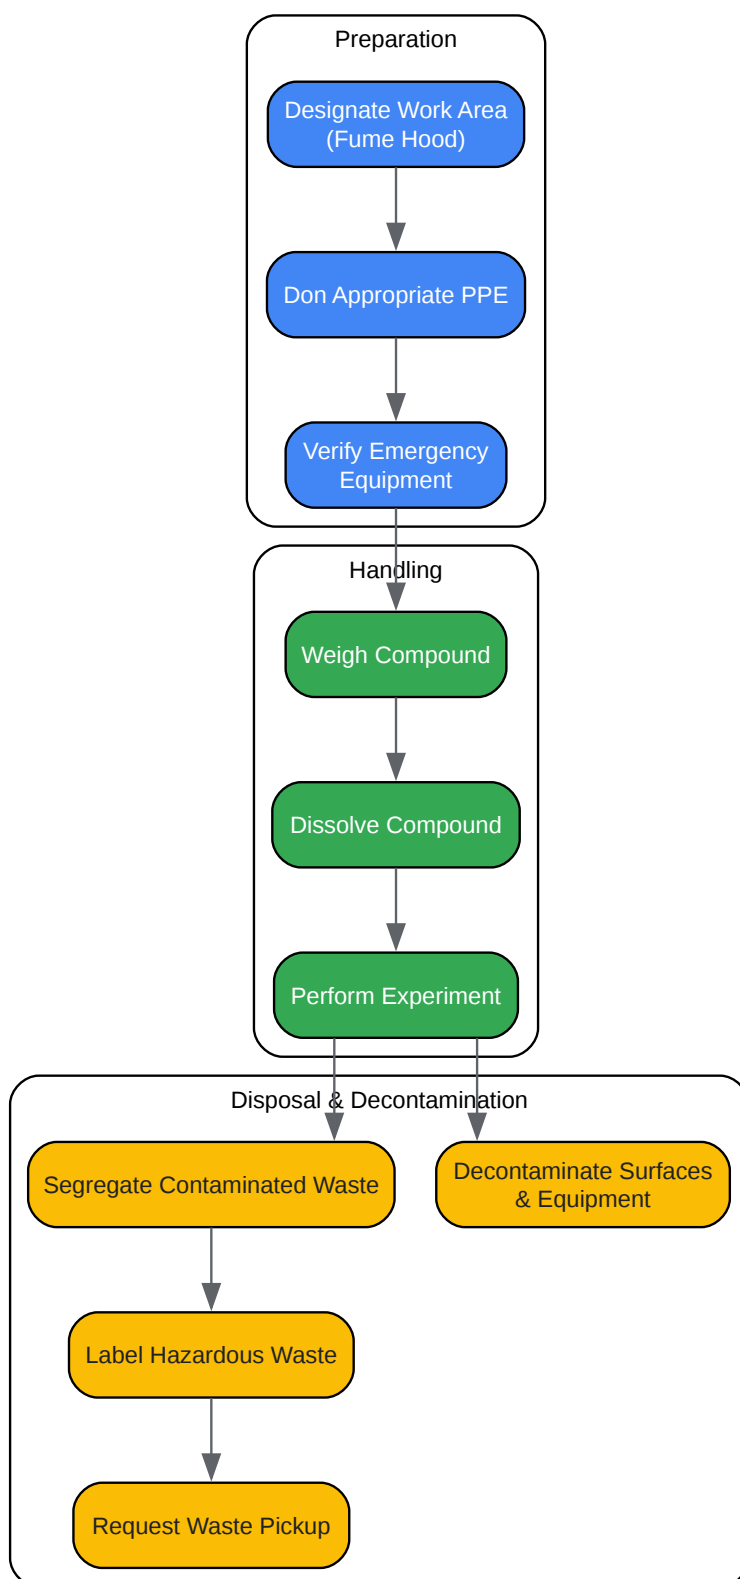 Preparation
Designate Work Area
(Fume Hood)
Don Appropriate PPE
Verify Emergency
Equipment
Handling
Weigh Compound
Dissolve Compound
Perform Experiment
Disposal & Decontamination
Segregate Contaminated Waste
Decontaminate Surfaces
& Equipment
Label Hazardous Waste
Request Waste Pickup